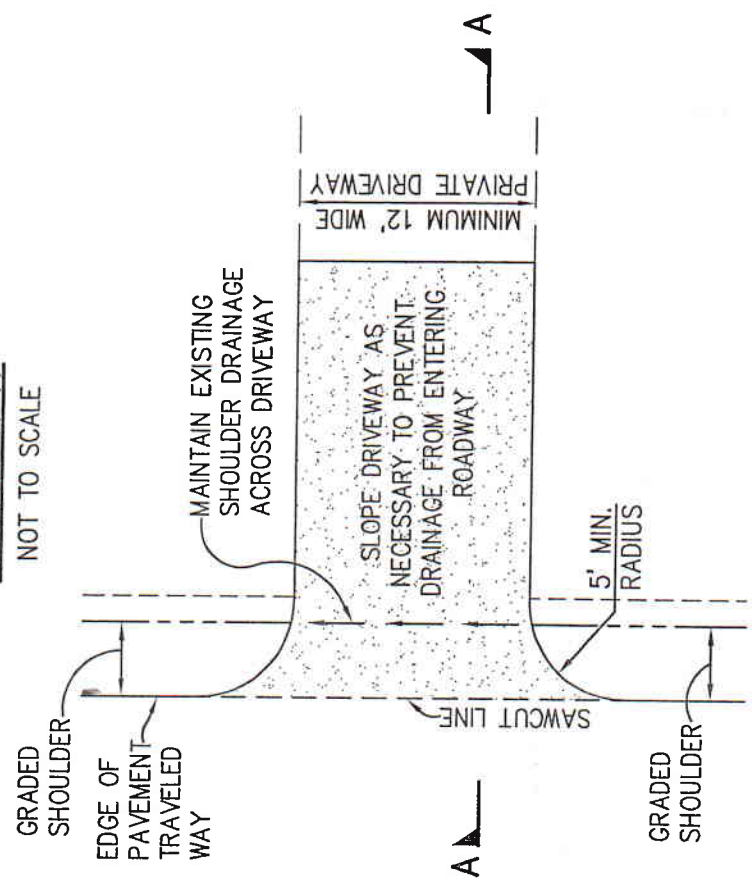 NOT TO SCALE
GRADED
SHOULDER
EDGE OF
PAVEMENT
TRAVELED
WAY
MAINTAIN EXISTING
SHOULDER DRAINAGE
ACROSS DRIVEWAY
SLOPE DRIVEWAY AS
NECESSARY TO PREVENT
DRAINAGE FROM ENTERING
ROADWAY
MINIMUM 12' WIDE
PRIVATE DRIVEWAY
5' MIN.
RADIUS
SAWCUT LINE
GRADED
SHOULDER
A
A